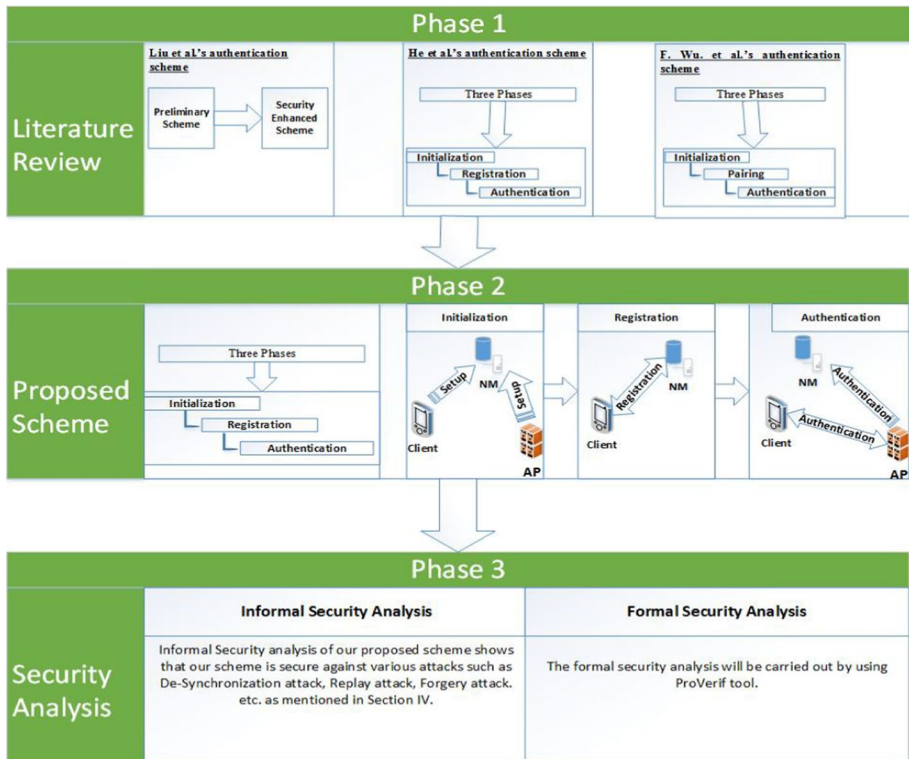 Phase 1
Literature
Review
Liu et al.'s authentication
scheme
Preliminary
Scheme
Security
Enhanced
Scheme
He et al.'s authentication scheme
Three Phases
Initialization
Registration
Authentication
F. Wu. et al.'s authentication
scheme
Three Phases
Initialization
Pairing
Authentication
Phase 2
Proposed
Scheme
Three Phases
Initialization
Registration
Authentication
Initialization
NM
Setup
Setup
Client
AP
Registration
NM
Registration
Client
Authentication
NM
Authentication
Client
Authentication
AP
Phase 3
Security
Analysis
Informal Security Analysis
Informal Security analysis of our proposed scheme shows
that our scheme is secure against various attacks such as
De-Synchronization attack, Replay attack, Forgery attack.
etc. as mentioned in Section IV.
Formal Security Analysis
The formal security analysis will be carried out by using
ProVerif tool.